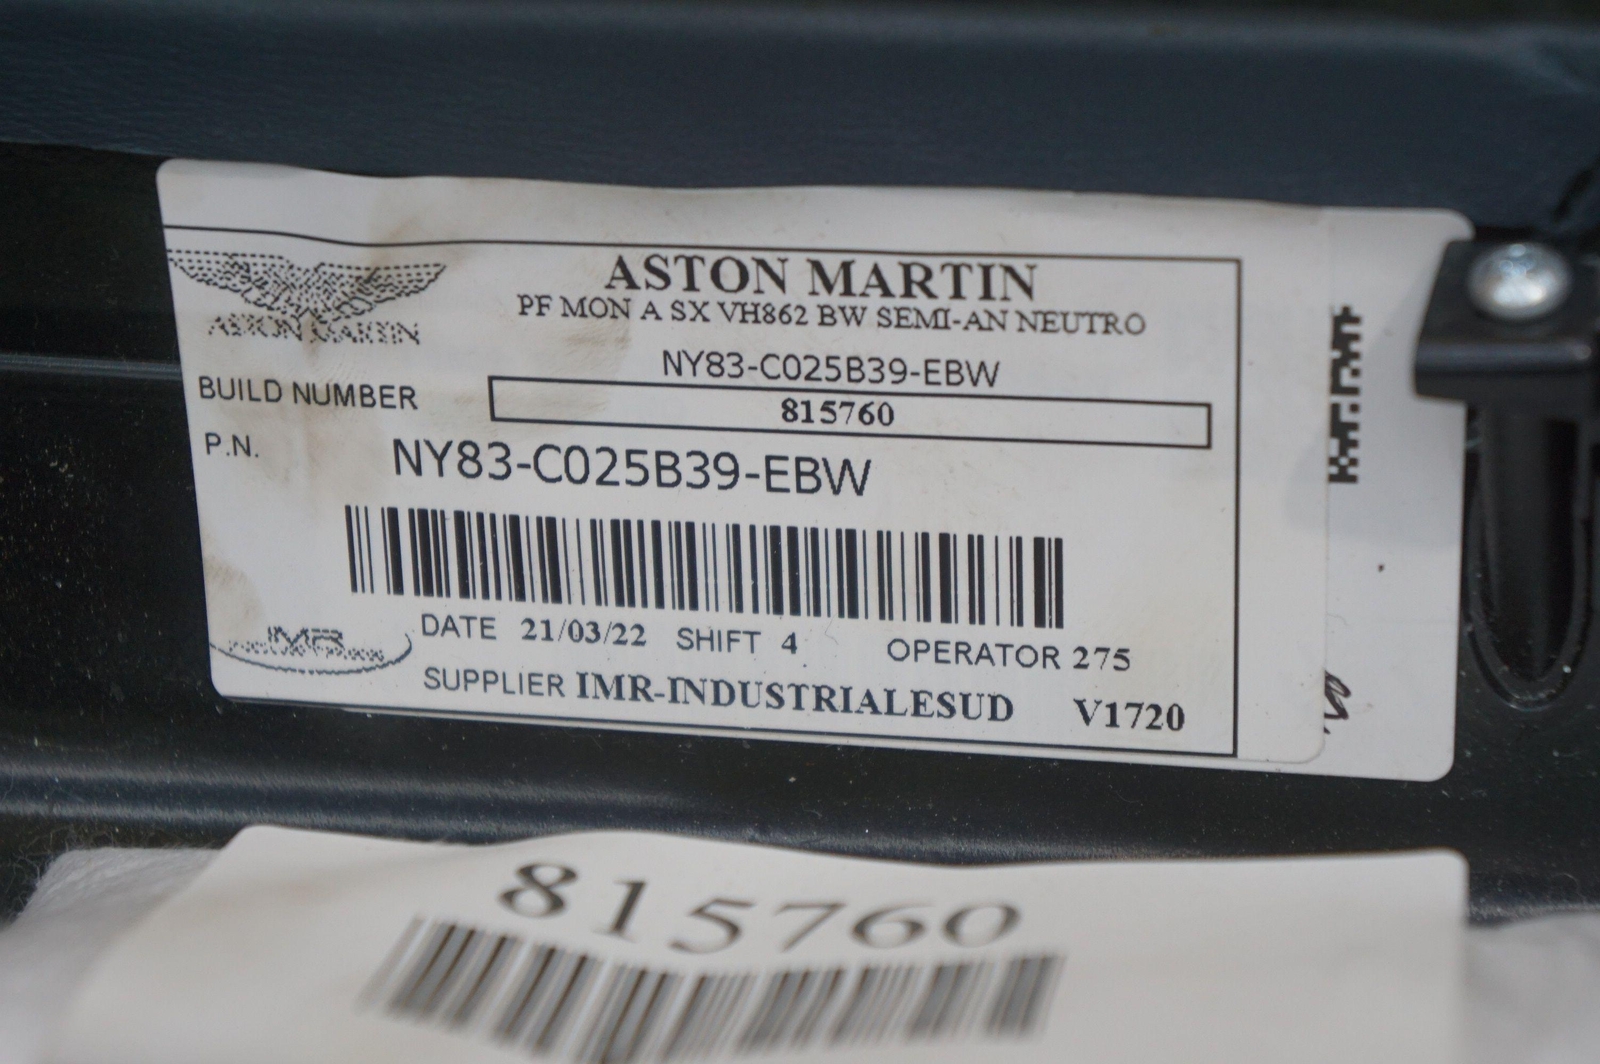 ASTON MARTIN
ASTON MARTIN
PF MON A SX VH862 BW SEMI-AN NEUTRO
NY83-C025B39-EBW
BUILD NUMBER 815760
P.N. NY83-C025B39-EBW
IMR
DATE 21/03/22 SHIFT 4 OPERATOR 275
SUPPLIER IMR-INDUSTRIALESUD V1720
815760